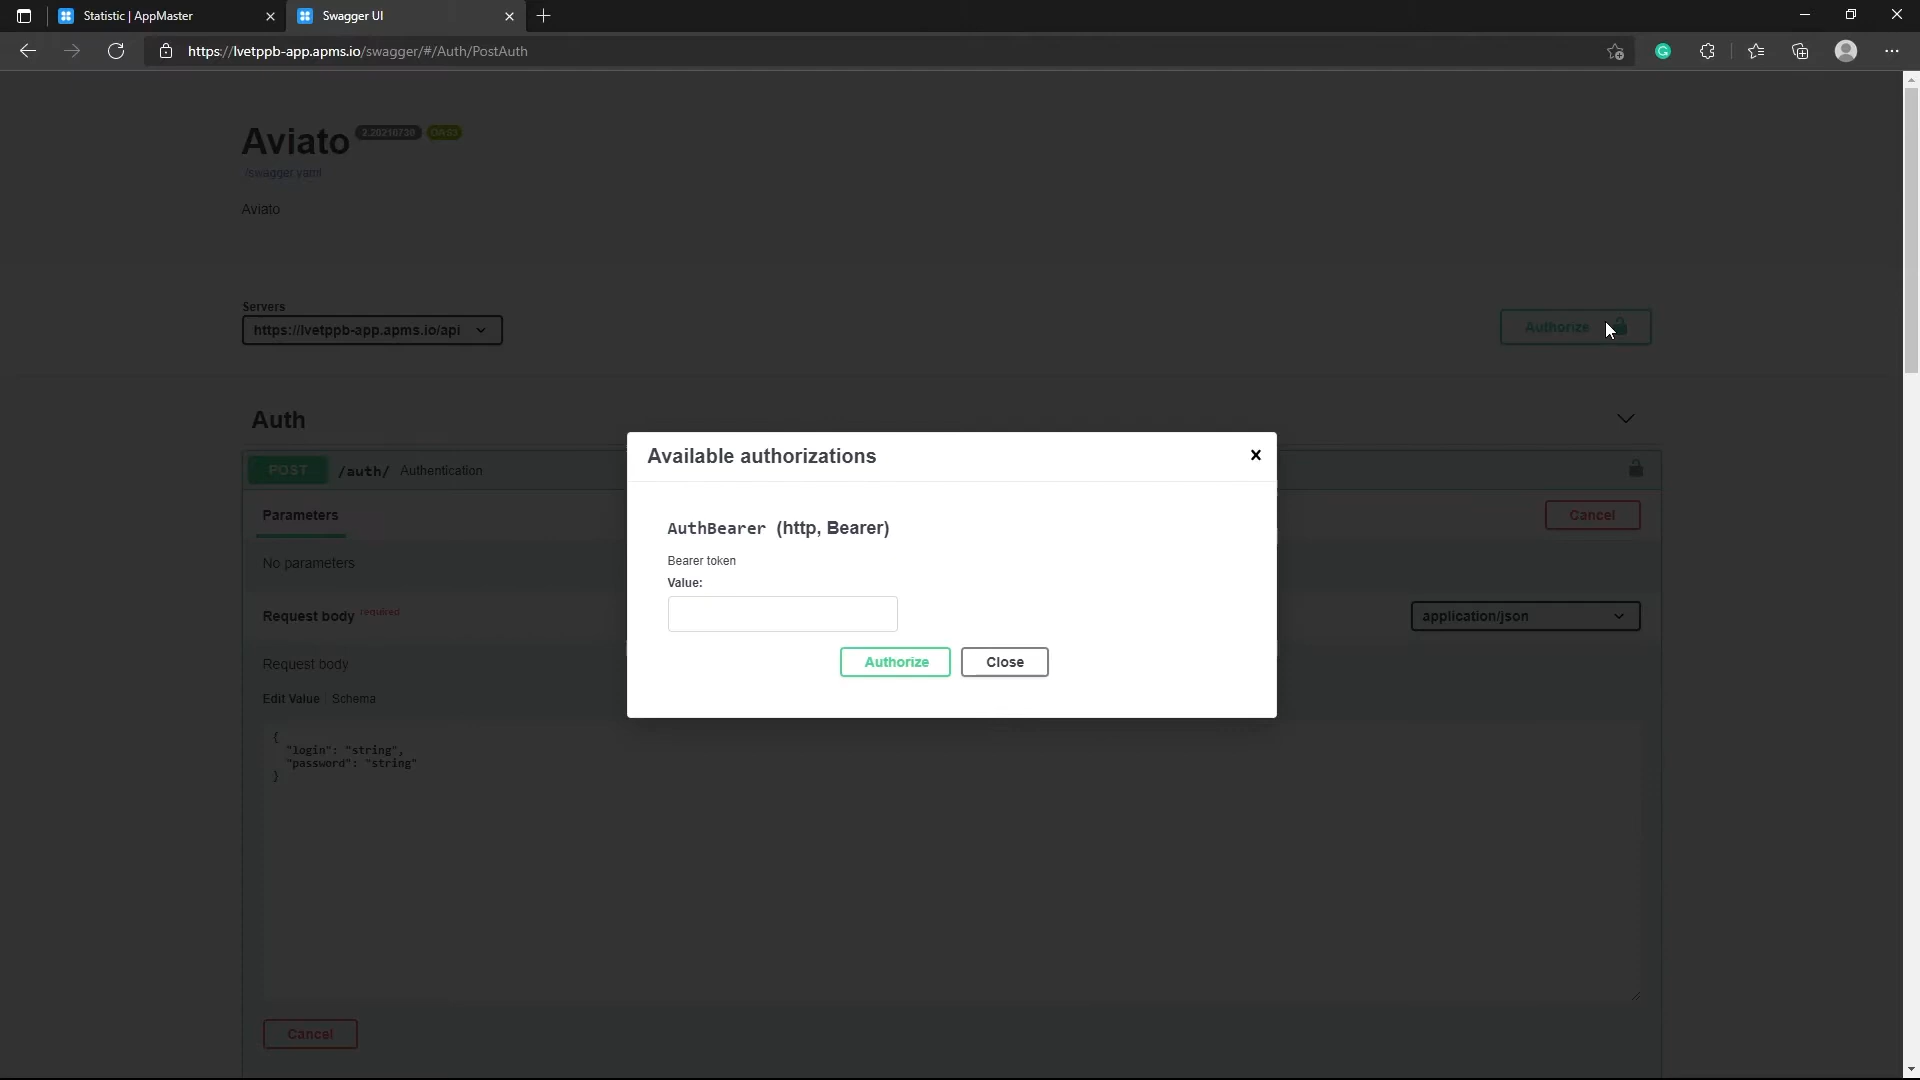 Statistic | AppMaster
Swagger UI
https://lvetppb-app.apms.io/swagger/#/Auth/PostAuth
Aviato 2.20210730 OAS3
/swagger.yaml
Aviato
Servers
https://lvetppb-app.apms.io/api
Authorize
Auth
POST /auth/ Authentication
Parameters
Cancel
No parameters
Request body required
application/json
Request body
Edit Value | Schema
{
"login": "string",
"password": "string"
}
Cancel
Available authorizations
AuthBearer (http, Bearer)
Bearer token
Value:
Authorize
Close